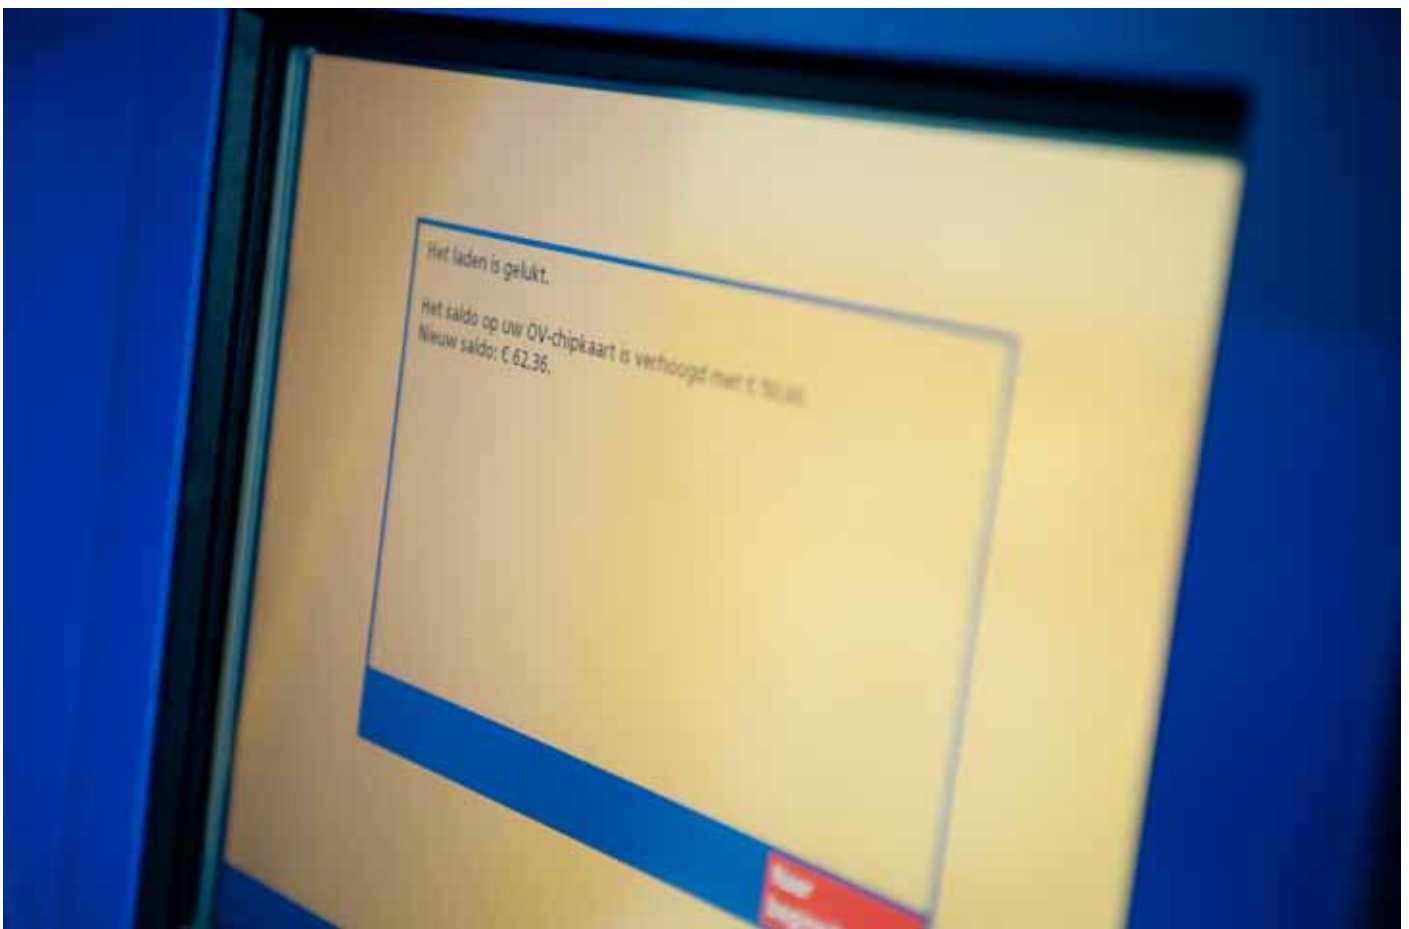 Het laden is gelukt.
Het saldo op uw OV-chipkaart is verhoogd met €
Nieuw saldo: € 62,36.
Naar